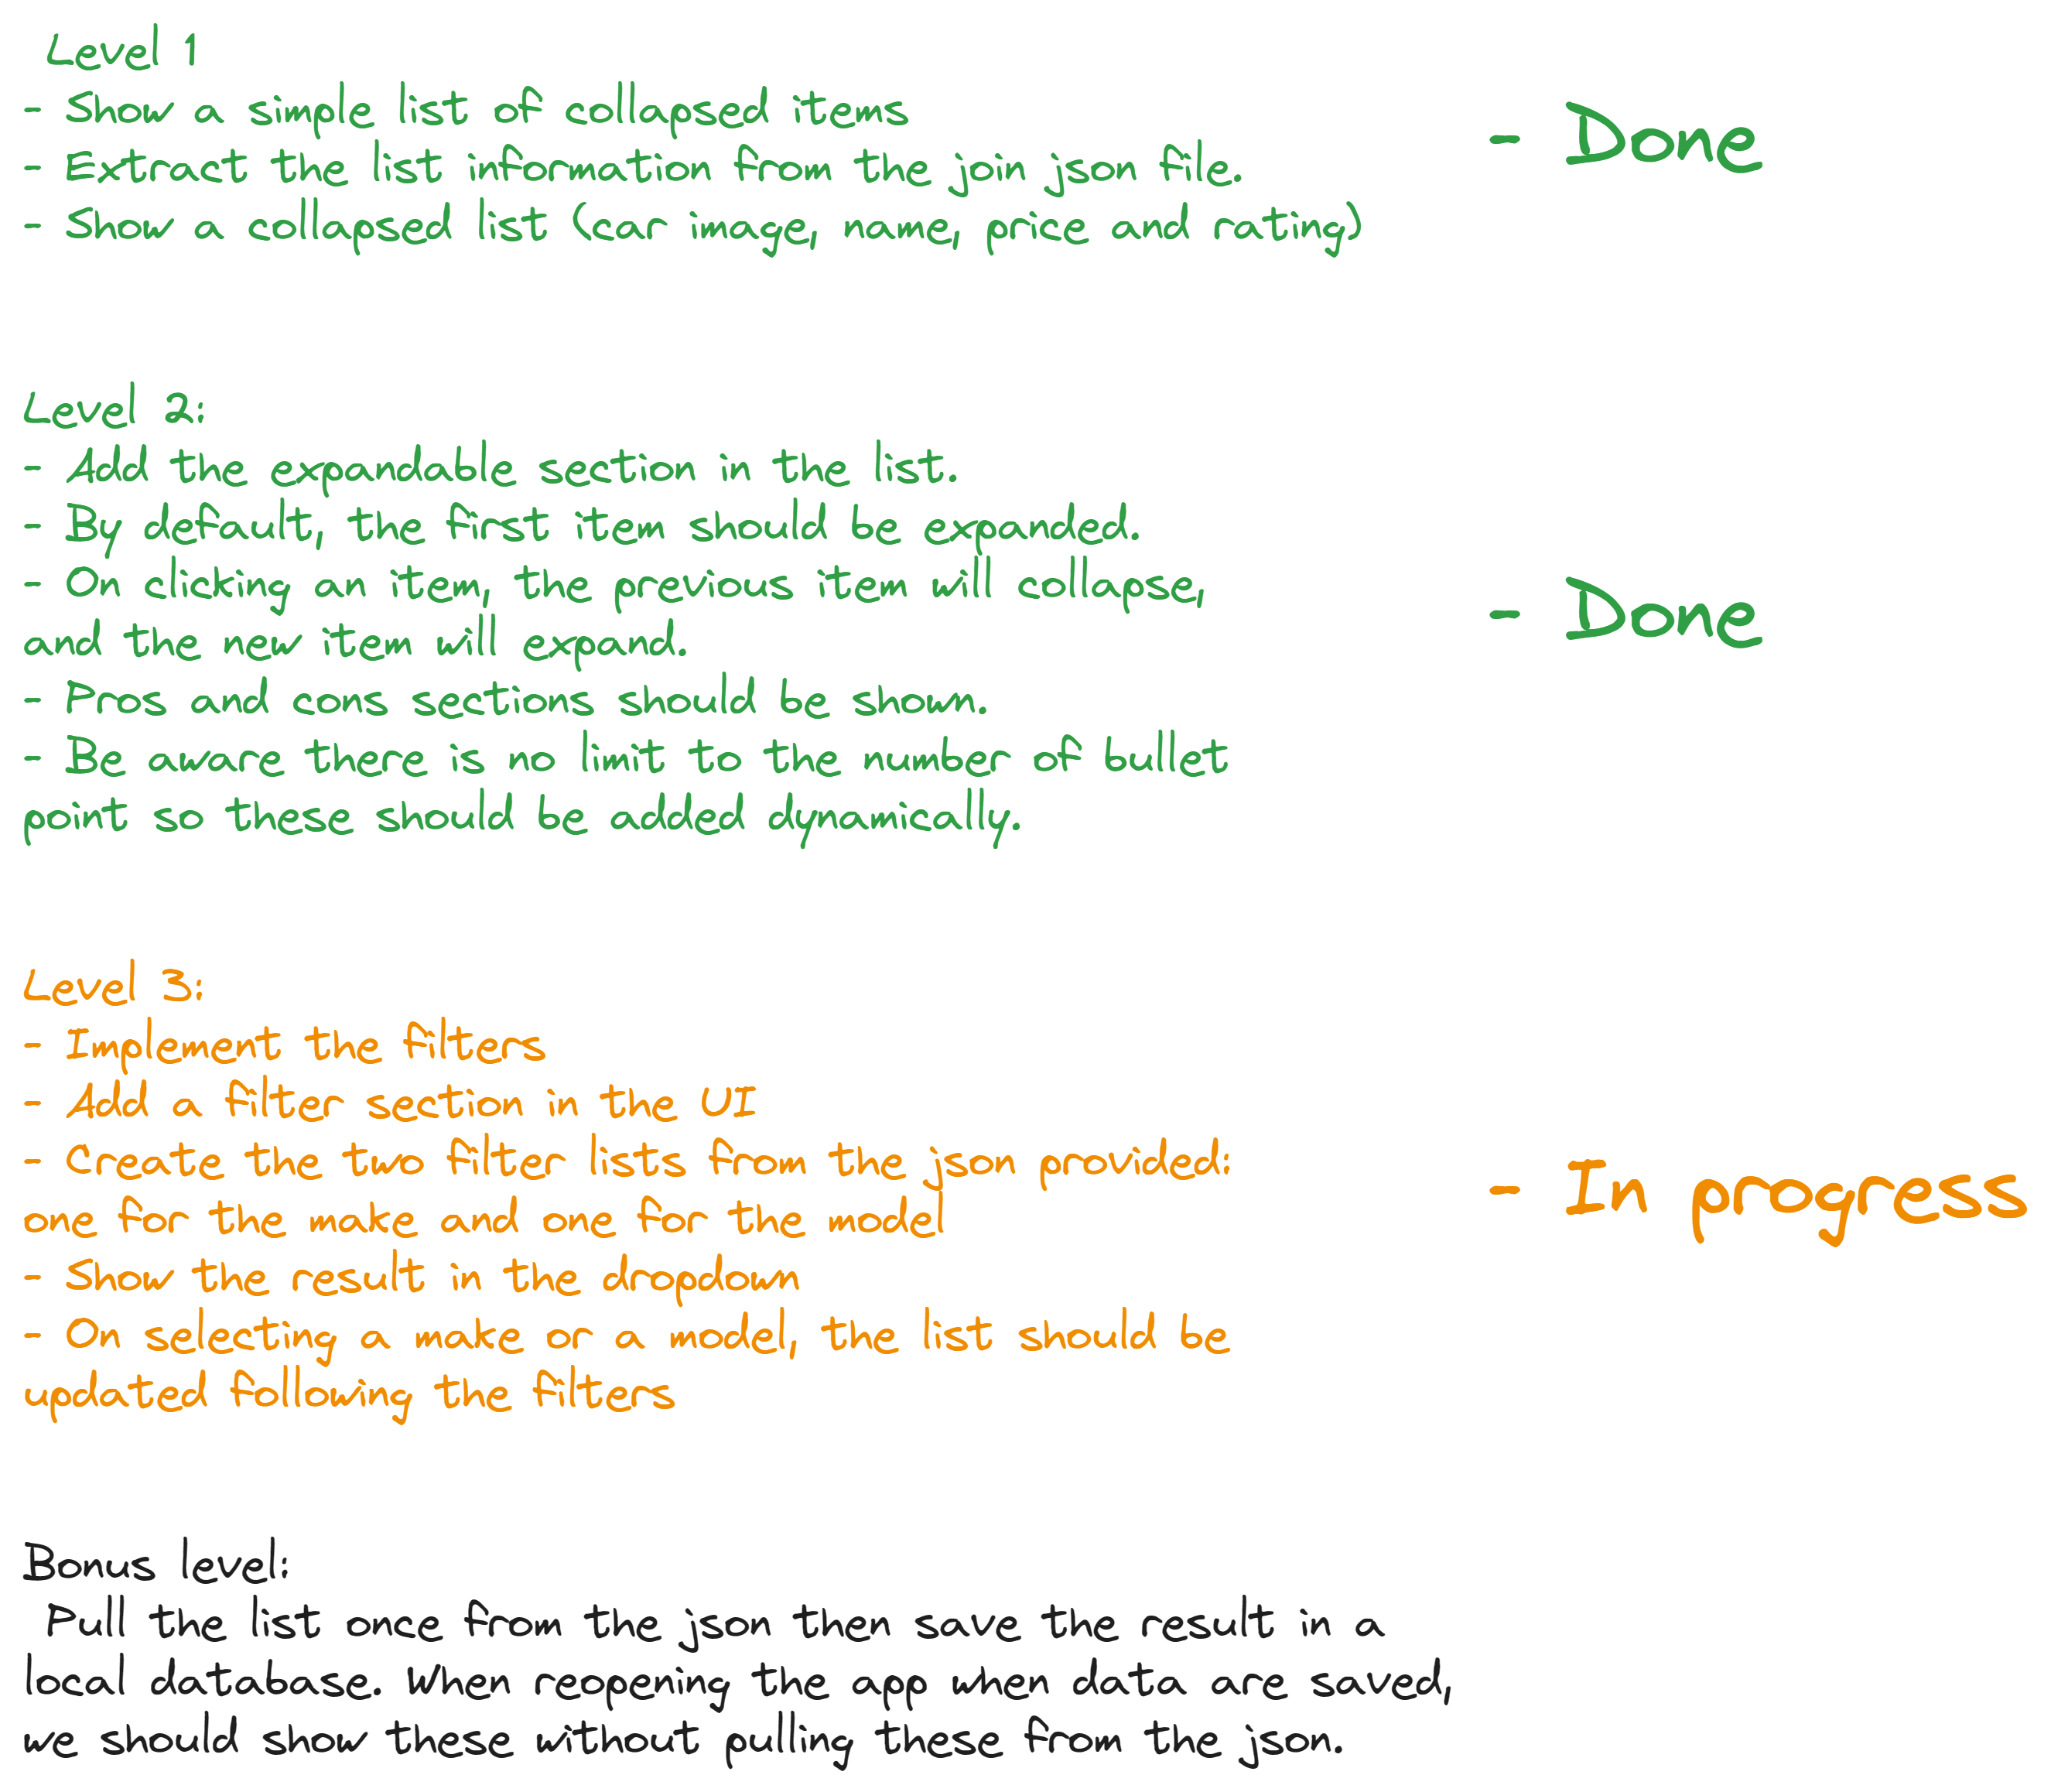 Level 1
- Show a simple list of collapsed items
- Extract the list information from the join json file.
- Show a collapsed list (car image, name, price and rating)
- Done
Level 2:
- Add the expandable section in the list.
- By default, the first item should be expanded.
- On clicking an item, the previous item will collapse,
and the new item will expand.
- Pros and cons sections should be shown.
- Be aware there is no limit to the number of bullet
point so these should be added dynamically.
- Done
Level 3:
- Implement the filters
- Add a filter section in the UI
- Create the two filter lists from the json provided:
one for the make and one for the model
- Show the result in the dropdown
- On selecting a make or a model, the list should be
updated following the filters
- In progress
Bonus level:
Pull the list once from the json then save the result in a
local database. When reopening the app when data are saved,
we should show these without pulling these from the json.